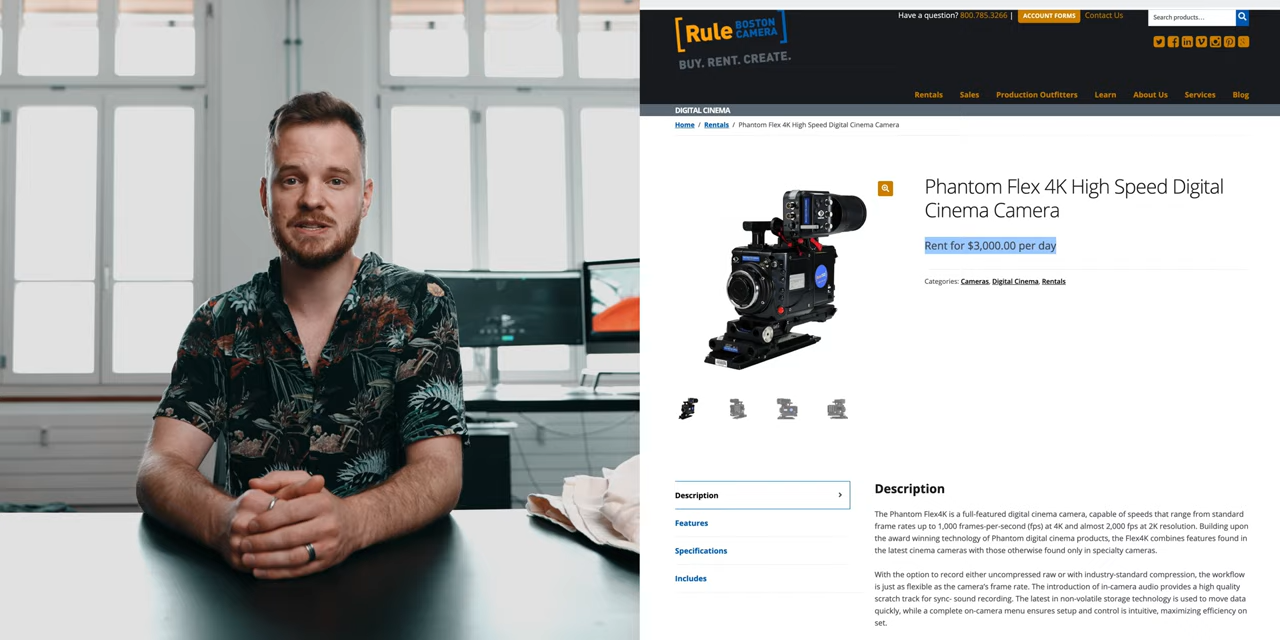 Have a question? 800.785.3266 | ACCOUNT FORMS Contact Us
Search products…
Rule BOSTON CAMERA
BUY. RENT. CREATE.
Rentals Sales Production Outfitters Learn About Us Services Blog
DIGITAL CINEMA
Home / Rentals / Phantom Flex 4K High Speed Digital Cinema Camera
Phantom Flex 4K High Speed Digital
Cinema Camera
Rent for $3,000.00 per day
Categories: Cameras, Digital Cinema, Rentals
Description
Features
Specifications
Includes
Description
The Phantom Flex4K is a full-featured digital cinema camera, capable of speeds that range from standard
frame rates up to 1,000 frames-per-second (fps) at 4K and almost 2,000 fps at 2K resolution. Building upon
the award winning technology of Phantom digital cinema products, the Flex4K combines features found in
the latest cinema cameras with those otherwise found only in specialty cameras.
With the option to record either uncompressed raw or with industry-standard compression, the workflow
is just as flexible as the camera's frame rate. The introduction of in-camera audio provides a high quality
scratch track for sync- sound recording. The latest in non-volatile storage technology is used to move data
quickly, while a complete on-camera menu ensures setup and control is intuitive, maximizing efficiency on
set.